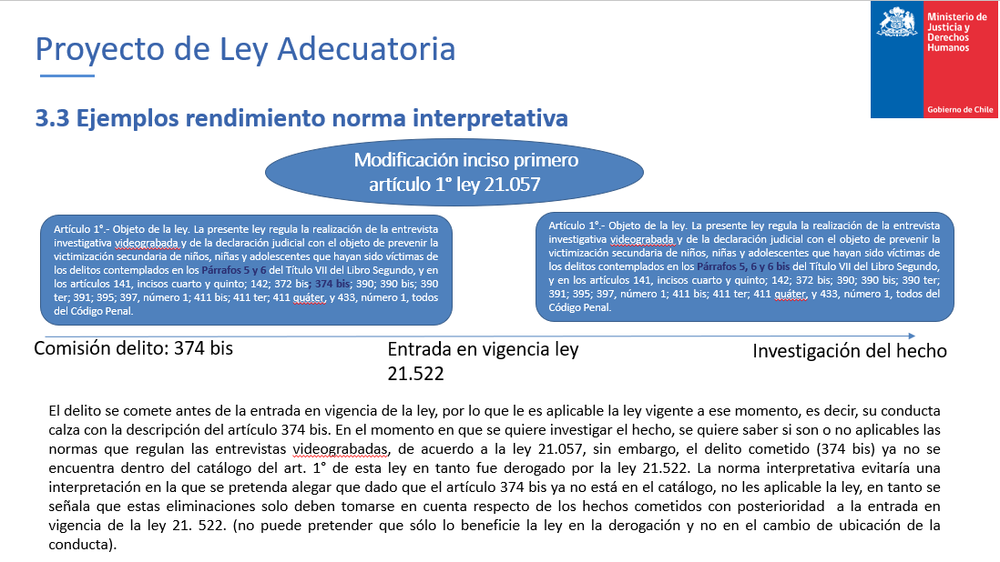 Proyecto de Ley Adecuatoria
Ministerio de
Justicia y
Derechos
Humanos
Gobierno de Chile
3.3 Ejemplos rendimiento norma interpretativa
Modificación inciso primero
artículo 1° ley 21.057
Artículo 1°.- Objeto de la ley. La presente ley regula la realización de la entrevista
investigativa videograbada y de la declaración judicial con el objeto de prevenir la
victimización secundaria de niños, niñas y adolescentes que hayan sido víctimas de
los delitos contemplados en los Párrafos 5 y 6 del Título VII del Libro Segundo, y en
los artículos 141, incisos cuarto y quinto; 142; 372 bis; 374 bis; 390; 390 bis; 390
ter; 391; 395; 397, número 1; 411 bis; 411 ter; 411 quáter, y 433, número 1, todos
del Código Penal.
Artículo 1°.- Objeto de la ley. La presente ley regula la realización de la entrevista
investigativa videograbada y de la declaración judicial con el objeto de prevenir la
victimización secundaria de niños, niñas y adolescentes que hayan sido víctimas de
los delitos contemplados en los Párrafos 5, 6 y 6 bis del Título VII del Libro Segundo,
y en los artículos 141, incisos cuarto y quinto; 142; 372 bis; 390; 390 bis; 390 ter;
391; 395; 397, número 1; 411 bis; 411 ter; 411 quáter, y 433, número 1, todos del
Código Penal.
Comisión delito: 374 bis
Entrada en vigencia ley
21.522
Investigación del hecho
El delito se comete antes de la entrada en vigencia de la ley, por lo que le es aplicable la ley vigente a ese momento, es decir, su conducta
calza con la descripción del artículo 374 bis. En el momento en que se quiere investigar el hecho, se quiere saber si son o no aplicables las
normas que regulan las entrevistas videograbadas, de acuerdo a la ley 21.057, sin embargo, el delito cometido (374 bis) ya no se
encuentra dentro del catálogo del art. 1° de esta ley en tanto fue derogado por la ley 21.522. La norma interpretativa evitaría una
interpretación en la que se pretenda alegar que dado que el artículo 374 bis ya no está en el catálogo, no les aplicable la ley, en tanto se
señala que estas eliminaciones solo deben tomarse en cuenta respecto de los hechos cometidos con posterioridad a la entrada en
vigencia de la ley 21. 522. (no puede pretender que sólo lo beneficie la ley en la derogación y no en el cambio de ubicación de la
conducta).